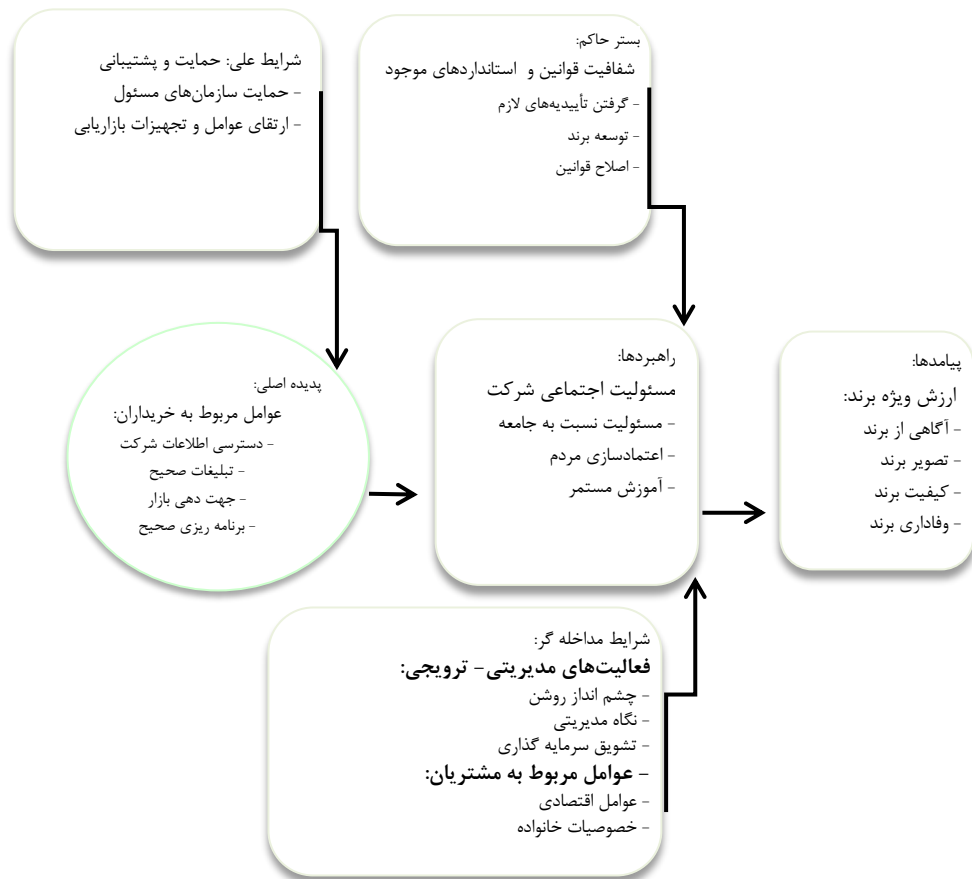 بستر حاکم:
شفافیت قوانین و استانداردهای موجود
- گرفتن تأییدیه‌های لازم
- توسعه برند
- اصلاح قوانین
شرایط علی: حمایت و پشتیبانی
- حمایت سازمان‌های مسئول
- ارتقای عوامل و تجهیزات بازاریابی
پدیده اصلی:
عوامل مربوط به خریداران:
- دسترسی اطلاعات شرکت
- تبلیغات صحیح
- جهت دهی بازار
- برنامه ریزی صحیح
راهبردها:
مسئولیت اجتماعی شرکت
- مسئولیت نسبت به جامعه
- اعتمادسازی مردم
- آموزش مستمر
پیامدها:
ارزش ویژه برند:
- آگاهی از برند
- تصویر برند
- کیفیت برند
- وفاداری برند
شرایط مداخله گر:
فعالیت‌های مدیریتی- ترویجی:
- چشم انداز روشن
- نگاه مدیریتی
- تشویق سرمایه گذاری
- عوامل مربوط به مشتریان:
- عوامل اقتصادی
- خصوصیات خانواده